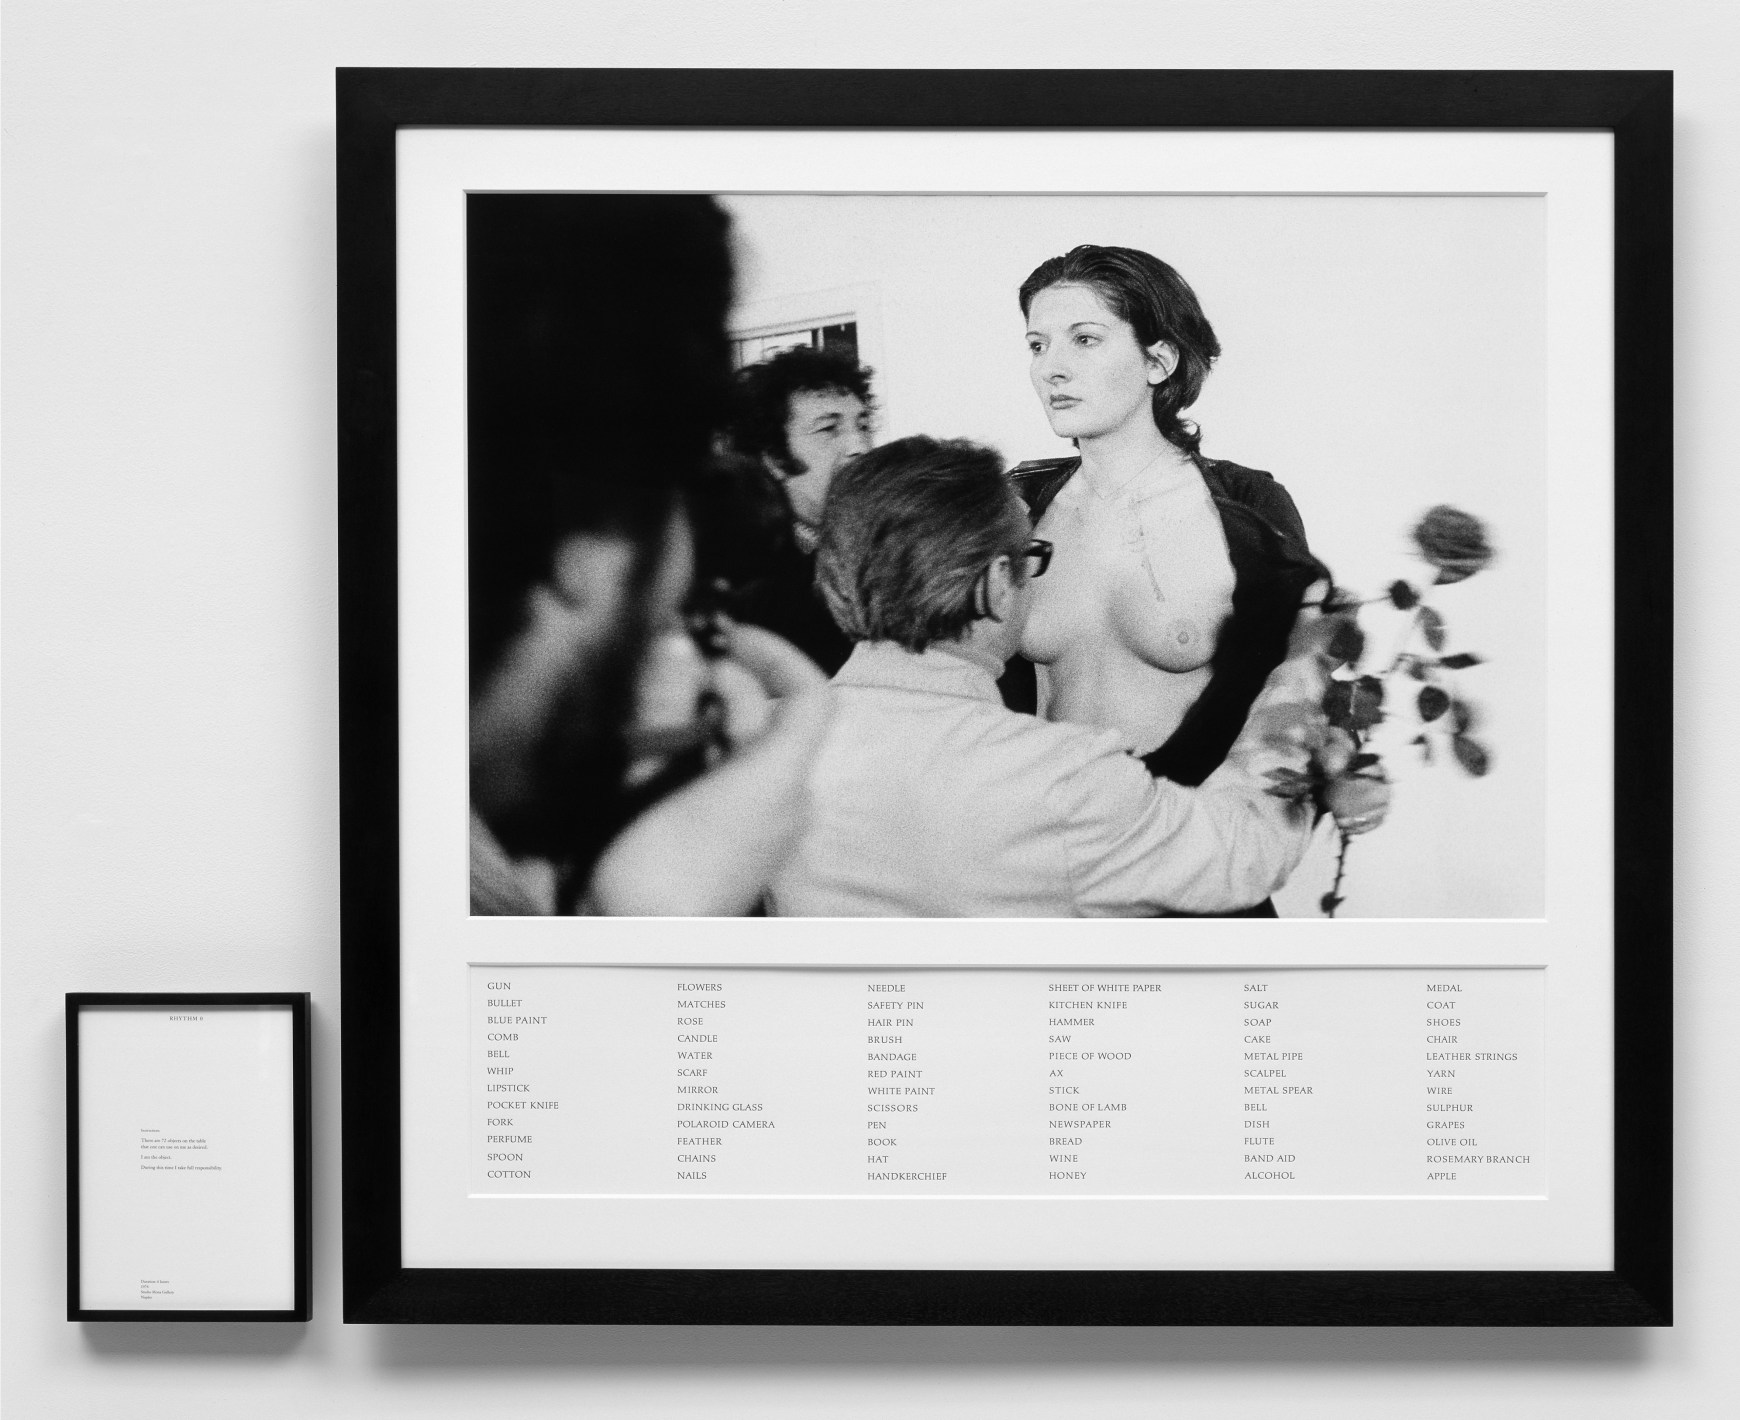 RHYTHM 0
Instructions.
There are 72 objects on the table
that one can use on me as desired.
I am the object.
During this time I take full responsibility.
Duration: 6 hours
1974
Studio Morra
Naples
GUN
BULLET
BLUE PAINT
COMB
BELL
WHIP
LIPSTICK
POCKET KNIFE
FORK
PERFUME
SPOON
COTTON
FLOWERS
MATCHES
ROSE
CANDLE
WATER
SCARF
MIRROR
DRINKING GLASS
POLAROID CAMERA
FEATHER
CHAINS
NAILS
NEEDLE
SAFETY PIN
HAIR PIN
BRUSH
BANDAGE
RED PAINT
WHITE PAINT
SCISSORS
PEN
BOOK
HAT
HANDKERCHIEF
SHEET OF WHITE PAPER
KITCHEN KNIFE
HAMMER
SAW
PIECE OF WOOD
AX
STICK
BONE OF LAMB
NEWSPAPER
BREAD
WINE
HONEY
SALT
SUGAR
SOAP
CAKE
METAL PIPE
SCALPEL
METAL SPEAR
BELL
DISH
FLUTE
BAND AID
ALCOHOL
MEDAL
COAT
SHOES
CHAIR
LEATHER STRINGS
YARN
WIRE
SULPHUR
GRAPES
OLIVE OIL
ROSEMARY BRANCH
APPLE